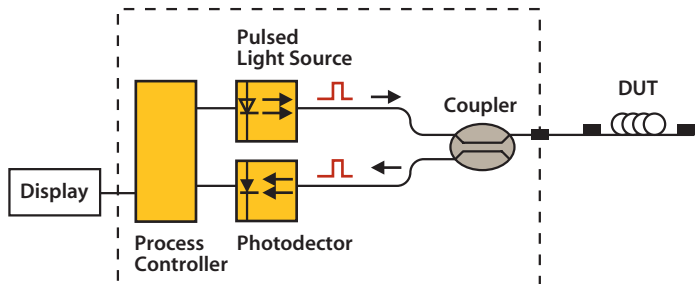 Pulsed
Light Source
Coupler
DUT
Display
Process
Controller
Photodector